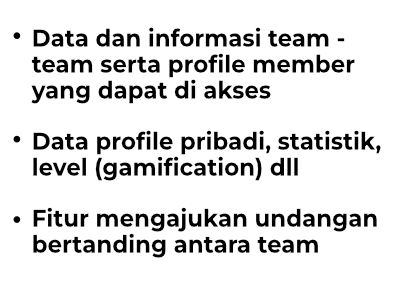 • Data dan informasi team -
team serta profile member
yang dapat di akses
• Data profile pribadi, statistik,
level (gamification) dll
• Fitur mengajukan undangan
bertanding antara team